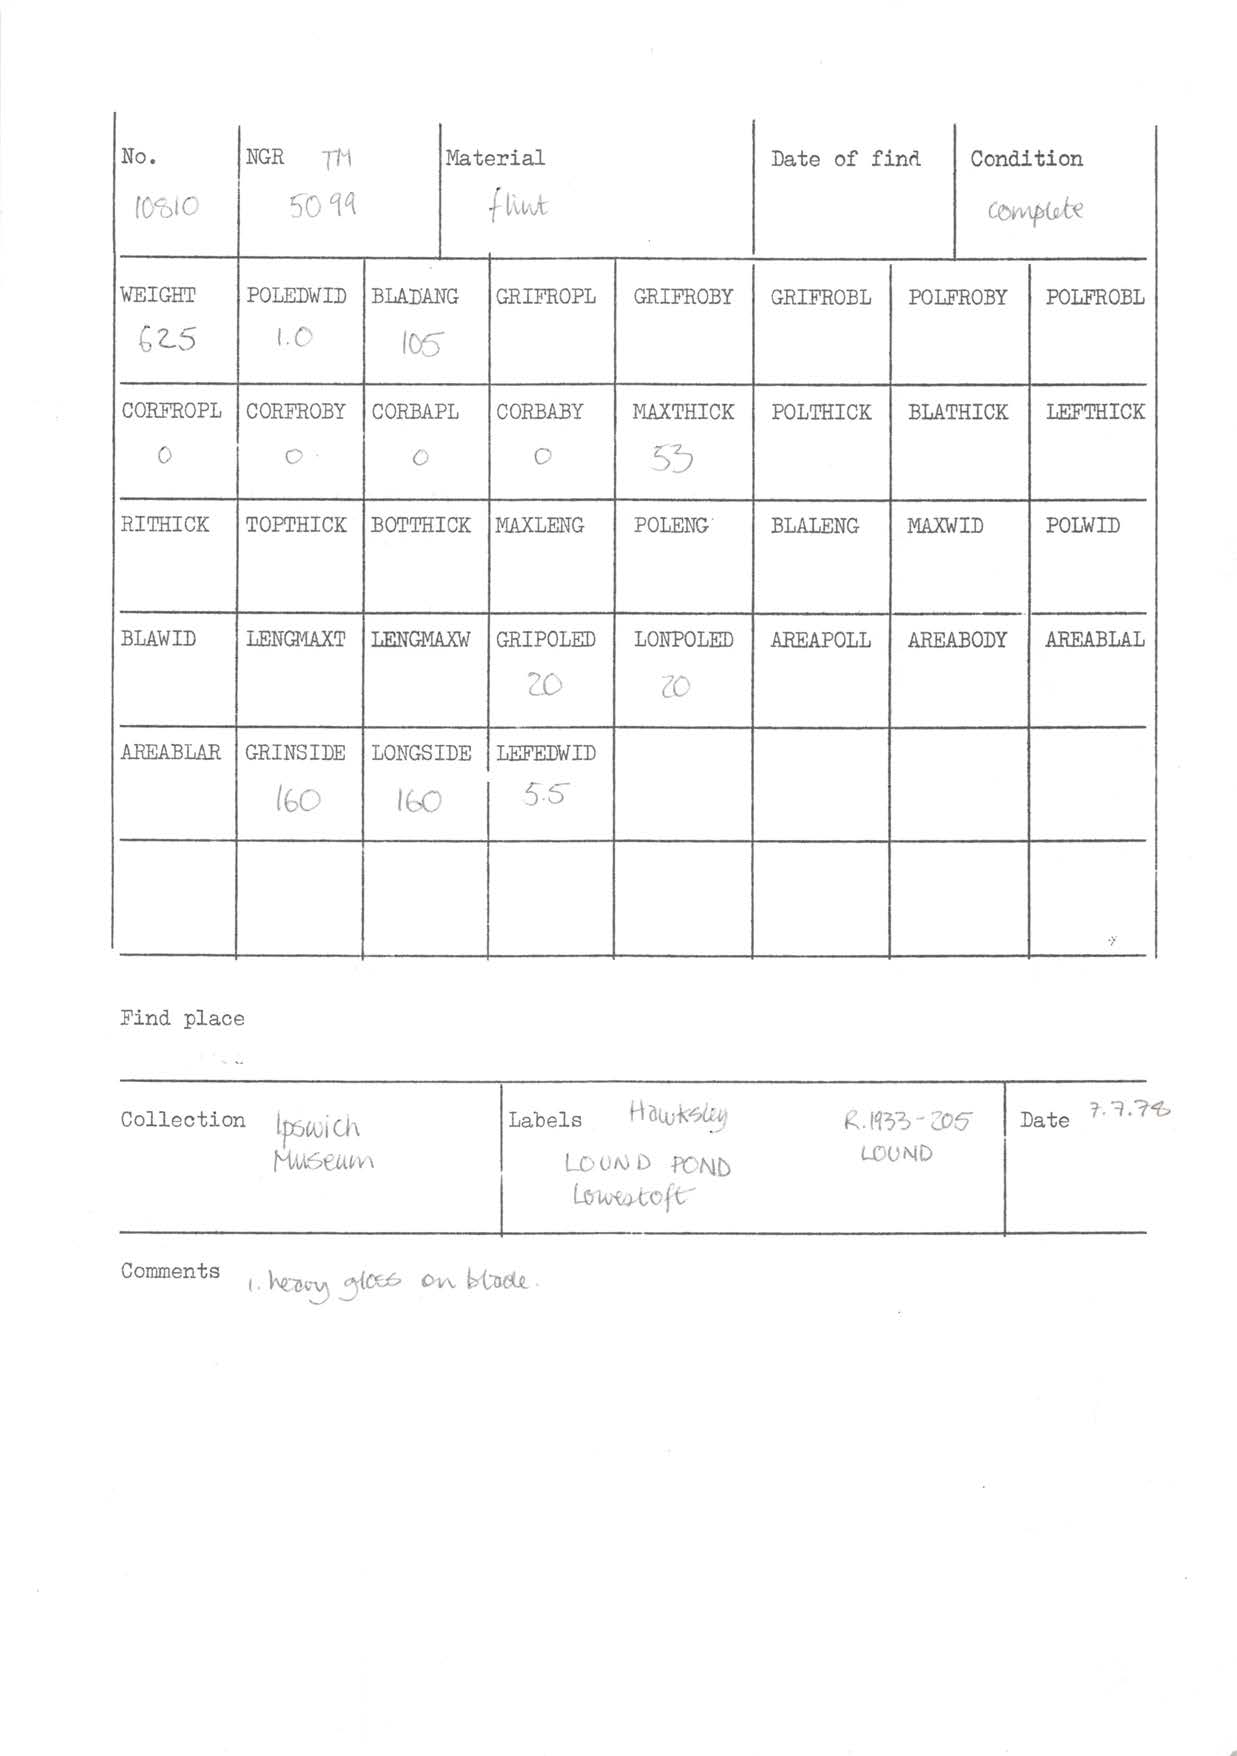 No. NGR TM Material Date of find Condition
10810 5099 flint complete
WEIGHT POLEDWID BLADANG GRIFROPL GRIFROBY GRIFROBL POLFROBY POLFROBL
625 1.0 105
CORFROPL CORFROBY CORBAPL CORBABY MAXTHICK POLTHICK BLATHICK LEFTHICK
0 0 0 0 53
RITHICK TOPTHICK BOTTHICK MAXLENG POLENG BLALENG MAXWID POLWID
BLAWID LENGMAXT LENGMAXW GRIPOLED LONPOLED AREAPOLL AREABODY AREABLAL
20 20
AREABLAR GRINSIDE LONGSIDE LEFEDWID
160 160 5.5
Find place
Collection Ipswich Museum
Labels Hawksley R.1933-205
LOUND POND LOUND
Lowestoft
Date 7.7.78
Comments 1. heavy gloss on blade.